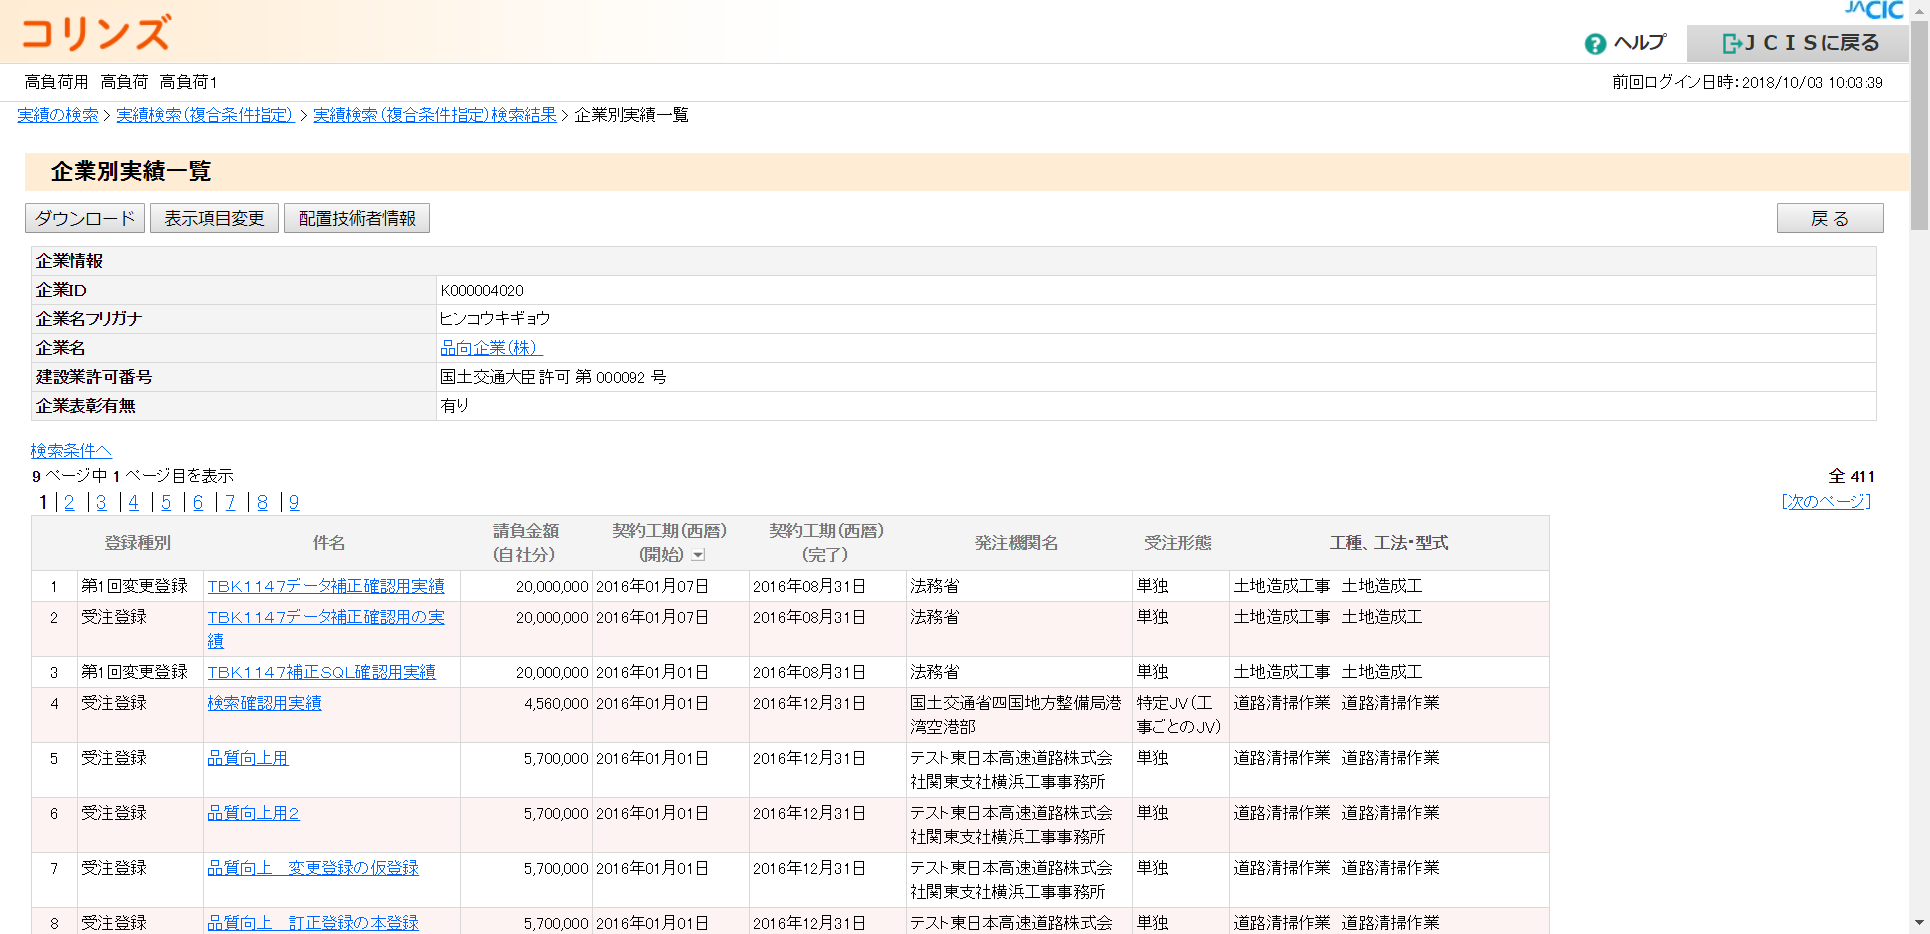 JACIC
コリンズ
ヘルプ
ＪＣＩＳに戻る
高負荷用 高負荷 高負荷1
前回ログイン日時：2018/10/03 10:03:39
実績の検索 > 実績検索（複合条件指定） > 実績検索（複合条件指定）検索結果 > 企業別実績一覧
企業別実績一覧
ダウンロード 表示項目変更 配置技術者情報 戻る
企業情報
企業ID K000004020
企業名フリガナ ヒンコウキギョウ
企業名 品向企業（株）
建設業許可番号 国土交通大臣許可 第 000092 号
企業表彰有無 有り
検索条件へ
9 ページ中 1 ページ目を表示 全 411
1 | 2 | 3 | 4 | 5 | 6 | 7 | 8 | 9 [次のページ]
登録種別 件名 請負金額（自社分） 契約工期（西暦）（開始） 契約工期（西暦）（完了） 発注機関名 受注形態 工種、工法・型式
1 第1回変更登録 ＴＢＫ１１４７データ補正確認用実績 20,000,000 2016年01月07日 2016年08月31日 法務省 単独 土地造成工事 土地造成工
2 受注登録 ＴＢＫ１１４７データ補正確認用の実績 20,000,000 2016年01月07日 2016年08月31日 法務省 単独 土地造成工事 土地造成工
3 第1回変更登録 ＴＢＫ１１４７補正ＳＱＬ確認用実績 20,000,000 2016年01月01日 2016年08月31日 法務省 単独 土地造成工事 土地造成工
4 受注登録 検索確認用実績 4,560,000 2016年01月01日 2016年12月31日 国土交通省四国地方整備局港湾空港部 特定JV（工事ごとのJV） 道路清掃作業 道路清掃作業
5 受注登録 品質向上用 5,700,000 2016年01月01日 2016年12月31日 テスト東日本高速道路株式会社関東支社横浜工事事務所 単独 道路清掃作業 道路清掃作業
6 受注登録 品質向上用２ 5,700,000 2016年01月01日 2016年12月31日 テスト東日本高速道路株式会社関東支社横浜工事事務所 単独 道路清掃作業 道路清掃作業
7 受注登録 品質向上　変更登録の仮登録 5,700,000 2016年01月01日 2016年12月31日 テスト東日本高速道路株式会社関東支社横浜工事事務所 単独 道路清掃作業 道路清掃作業
8 受注登録 品質向上　訂正登録の本登録 5,700,000 2016年01月01日 2016年12月31日 テスト東日本高速道路株式会 単独 道路清掃作業 道路清掃作業